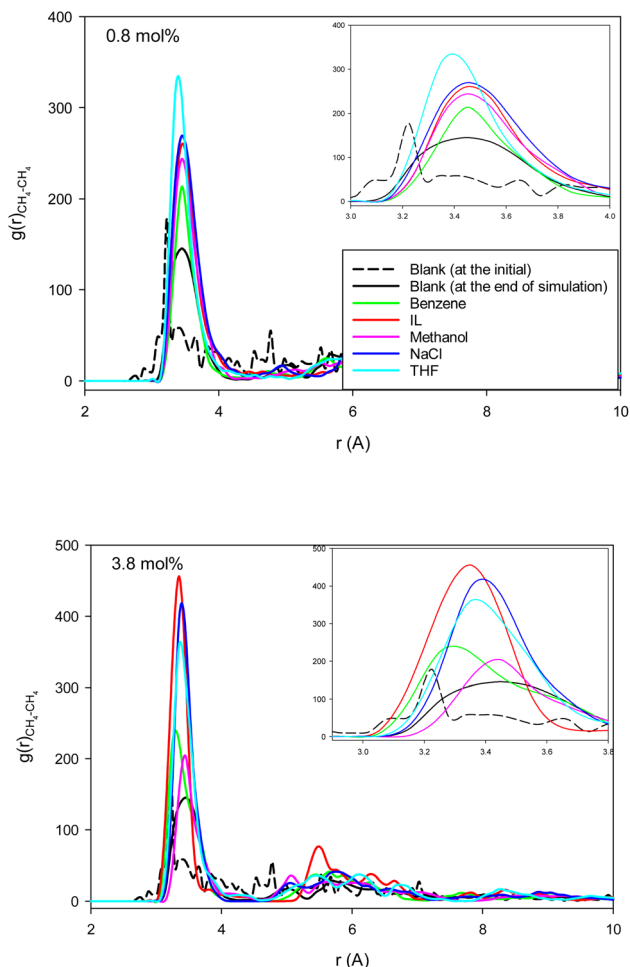 0.8 mol%
400
300
200
100
0
g(r)CH4-CH4
2 4 6 8 10
r (A)
400
300
200
100
0
3.0 3.2 3.4 3.6 3.8 4.0
Blank (at the initial)
Blank (at the end of simulation)
Benzene
IL
Methanol
NaCl
THF
3.8 mol%
500
400
300
200
100
0
g(r)CH4-CH4
2 4 6 8 10
r (A)
500
400
300
200
100
0
3.0 3.2 3.4 3.6 3.8